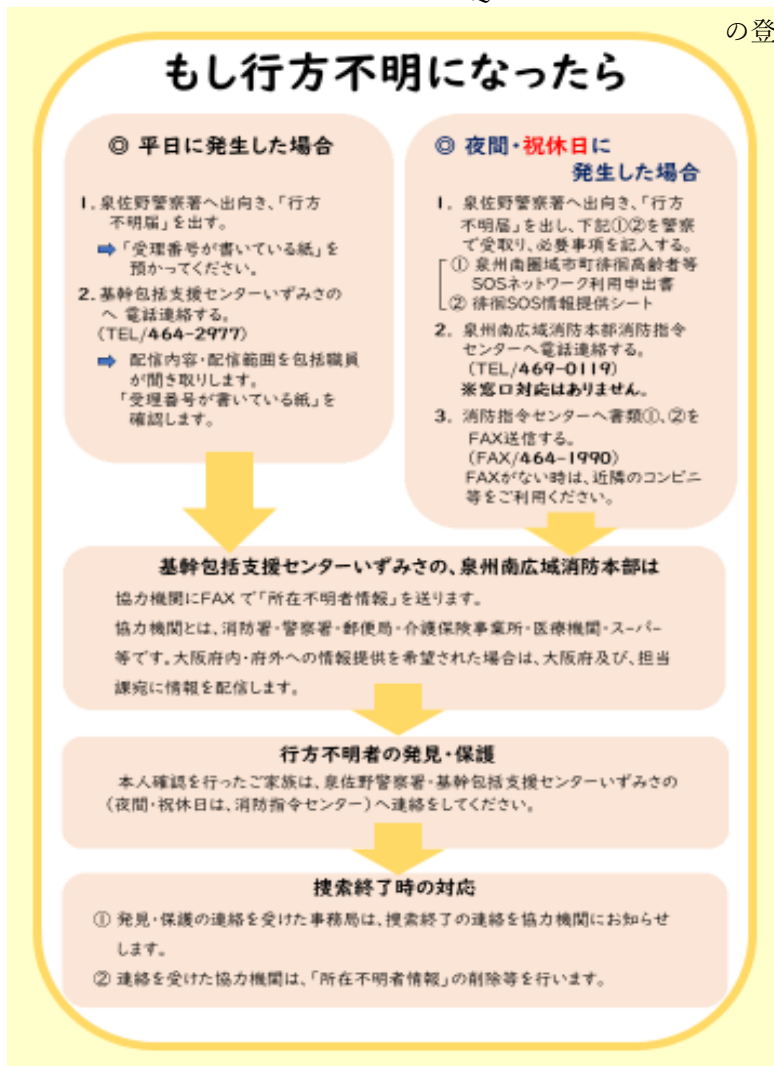 の登
もし行方不明になったら
◎ 平日に発生した場合
1. 泉佐野警察署へ出向き、「行方
不明届」を出す。
➡「受理番号が書いている紙」を
預かってください。
2. 基幹包括支援センターいずみさの
へ 電話連絡する。
(TEL/464-2977)
➡ 配信内容・配信範囲を包括職員
が聞き取りします。
「受理番号が書いている紙」を
確認します。
◎ 夜間・祝休日に
発生した場合
1. 泉佐野警察署へ出向き、「行方
不明届」を出し、下記①②を警察
で受取り、必要事項を記入する。
① 泉州南圏域市町徘徊高齢者等
SOSネットワーク利用申出書
② 徘徊SOS情報提供シート
2. 泉州南広域消防本部消防指令
センターへ電話連絡する。
(TEL/469-0119)
※窓口対応はありません。
3. 消防指令センターへ書類①、②を
FAX送信する。
(FAX/464-1990)
FAXがない時は、近隣のコンビニ
等をご利用ください。
基幹包括支援センターいずみさの、泉州南広域消防本部は
協力機関にFAX で「所在不明者情報」を送ります。
協力機関とは、消防署・警察署・郵便局・介護保険事業所・医療機関・スーパー
等です。大阪府内・府外への情報提供を希望された場合は、大阪府及び、担当
課宛に情報を配信します。
行方不明者の発見・保護
本人確認を行ったご家族は、泉佐野警察署・基幹包括支援センターいずみさの
(夜間・祝休日は、消防指令センター)へ連絡をしてください。
捜索終了時の対応
① 発見・保護の連絡を受けた事務局は、捜索終了の連絡を協力機関にお知らせ
します。
② 連絡を受けた協力機関は、「所在不明者情報」の削除等を行います。